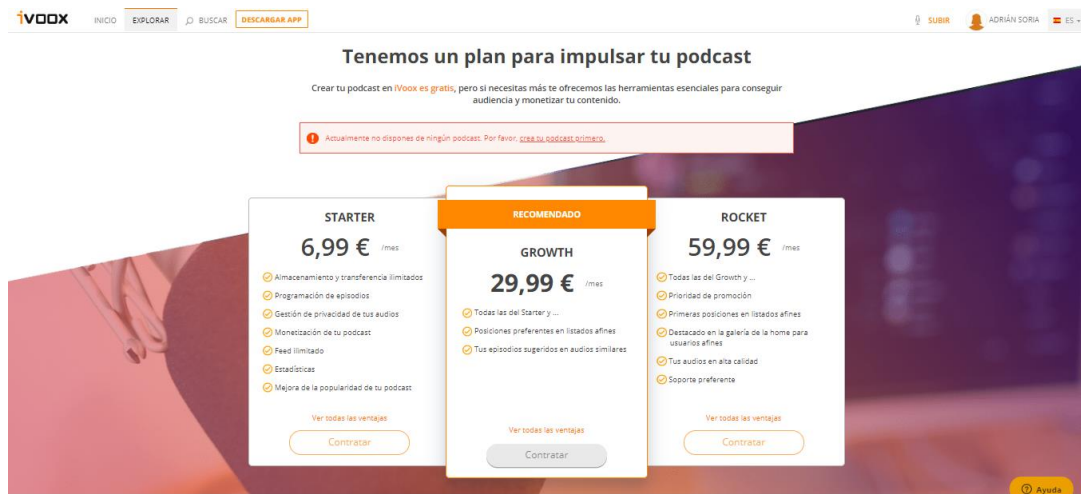 iVOOX
INICIO
EXPLORAR
BUSCAR
DESCARGAR APP
SUBIR
ADRIÁN SORIA
ES
Tenemos un plan para impulsar tu podcast
Crear tu podcast en iVoox es gratis, pero si necesitas más te ofrecemos las herramientas esenciales para conseguir
audiencia y monetizar tu contenido.
Actualmente no dispones de ningún podcast. Por favor, crea tu podcast primero.
STARTER
6,99 € /mes
Almacenamiento y transferencia ilimitados
Programación de episodios
Gestión de privacidad de tus audios
Monetización de tu podcast
Feed ilimitado
Estadísticas
Mejora de la popularidad de tu podcast
Ver todas las ventajas
Contratar
RECOMENDADO
GROWTH
29,99 € /mes
Todas las del Starter y ...
Posiciones preferentes en listados afines
Tus episodios sugeridos en audios similares
Ver todas las ventajas
Contratar
ROCKET
59,99 € /mes
Todas las del Growth y ...
Prioridad de promoción
Primeras posiciones en listados afines
Destacado en la galería de la home para
usuarios afines
Tus audios en alta calidad
Soporte preferente
Ver todas las ventajas
Contratar
Ayuda